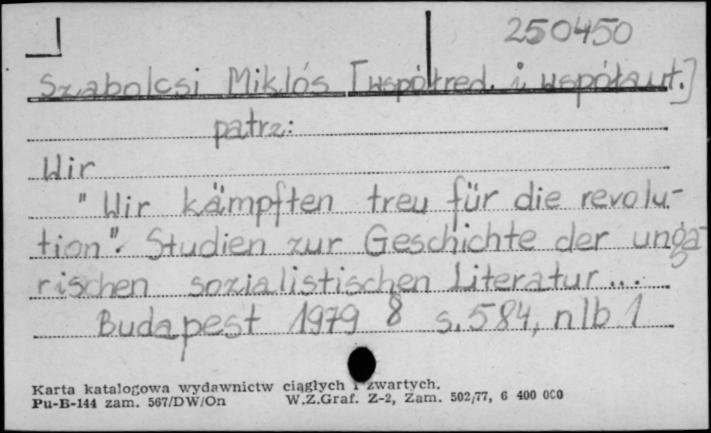 250450
Szabolcsi Miklós [współred. i współaut.]
patrz:
Wir
"Wir kämpften treu für die revolu-
tion". Studien zur Geschichte der unga-
rischen sozialistischen Literatur...
Budapest 1979 8 s. 584, nlb 1
Karta katalogowa wydawnictw ciągłych i zwartych.
Pu-B-144 zam. 567/DW/On W.Z.Graf. Z-2, Zam. 502/77, 6 400 000